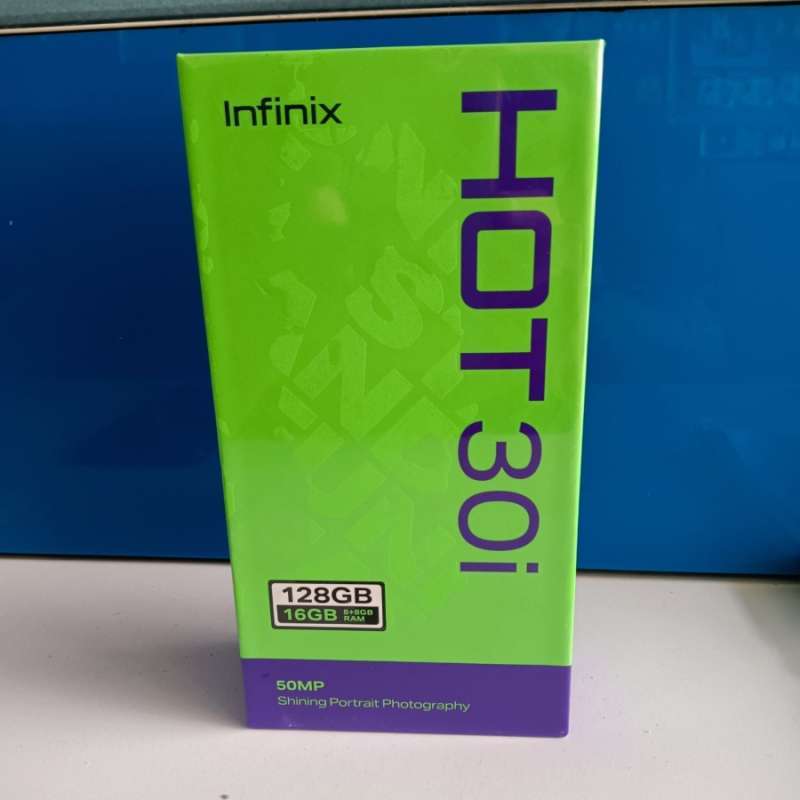 Infinix
HOT 30i
128GB
16GB 8+8GB RAM
50MP
Shining Portrait Photography